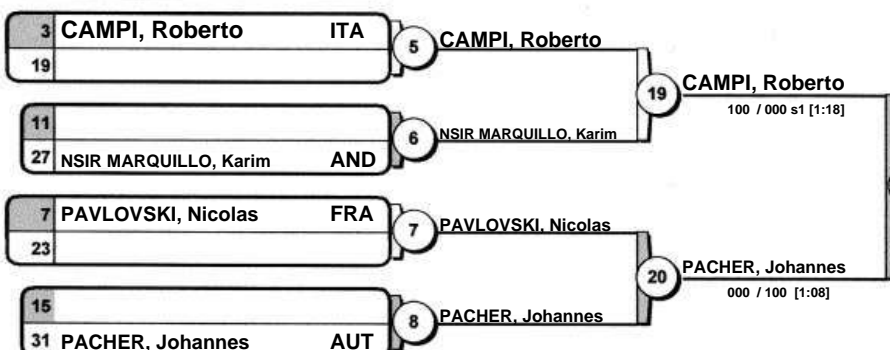 3 CAMPI, Roberto ITA
19
5 CAMPI, Roberto
11
27 NSIR MARQUILLO, Karim AND
6 NSIR MARQUILLO, Karim
19 CAMPI, Roberto
100 / 000 s1 [1:18]
7 PAVLOVSKI, Nicolas FRA
23
7 PAVLOVSKI, Nicolas
15
31 PACHER, Johannes AUT
8 PACHER, Johannes
20 PACHER, Johannes
000 / 100 [1:08]